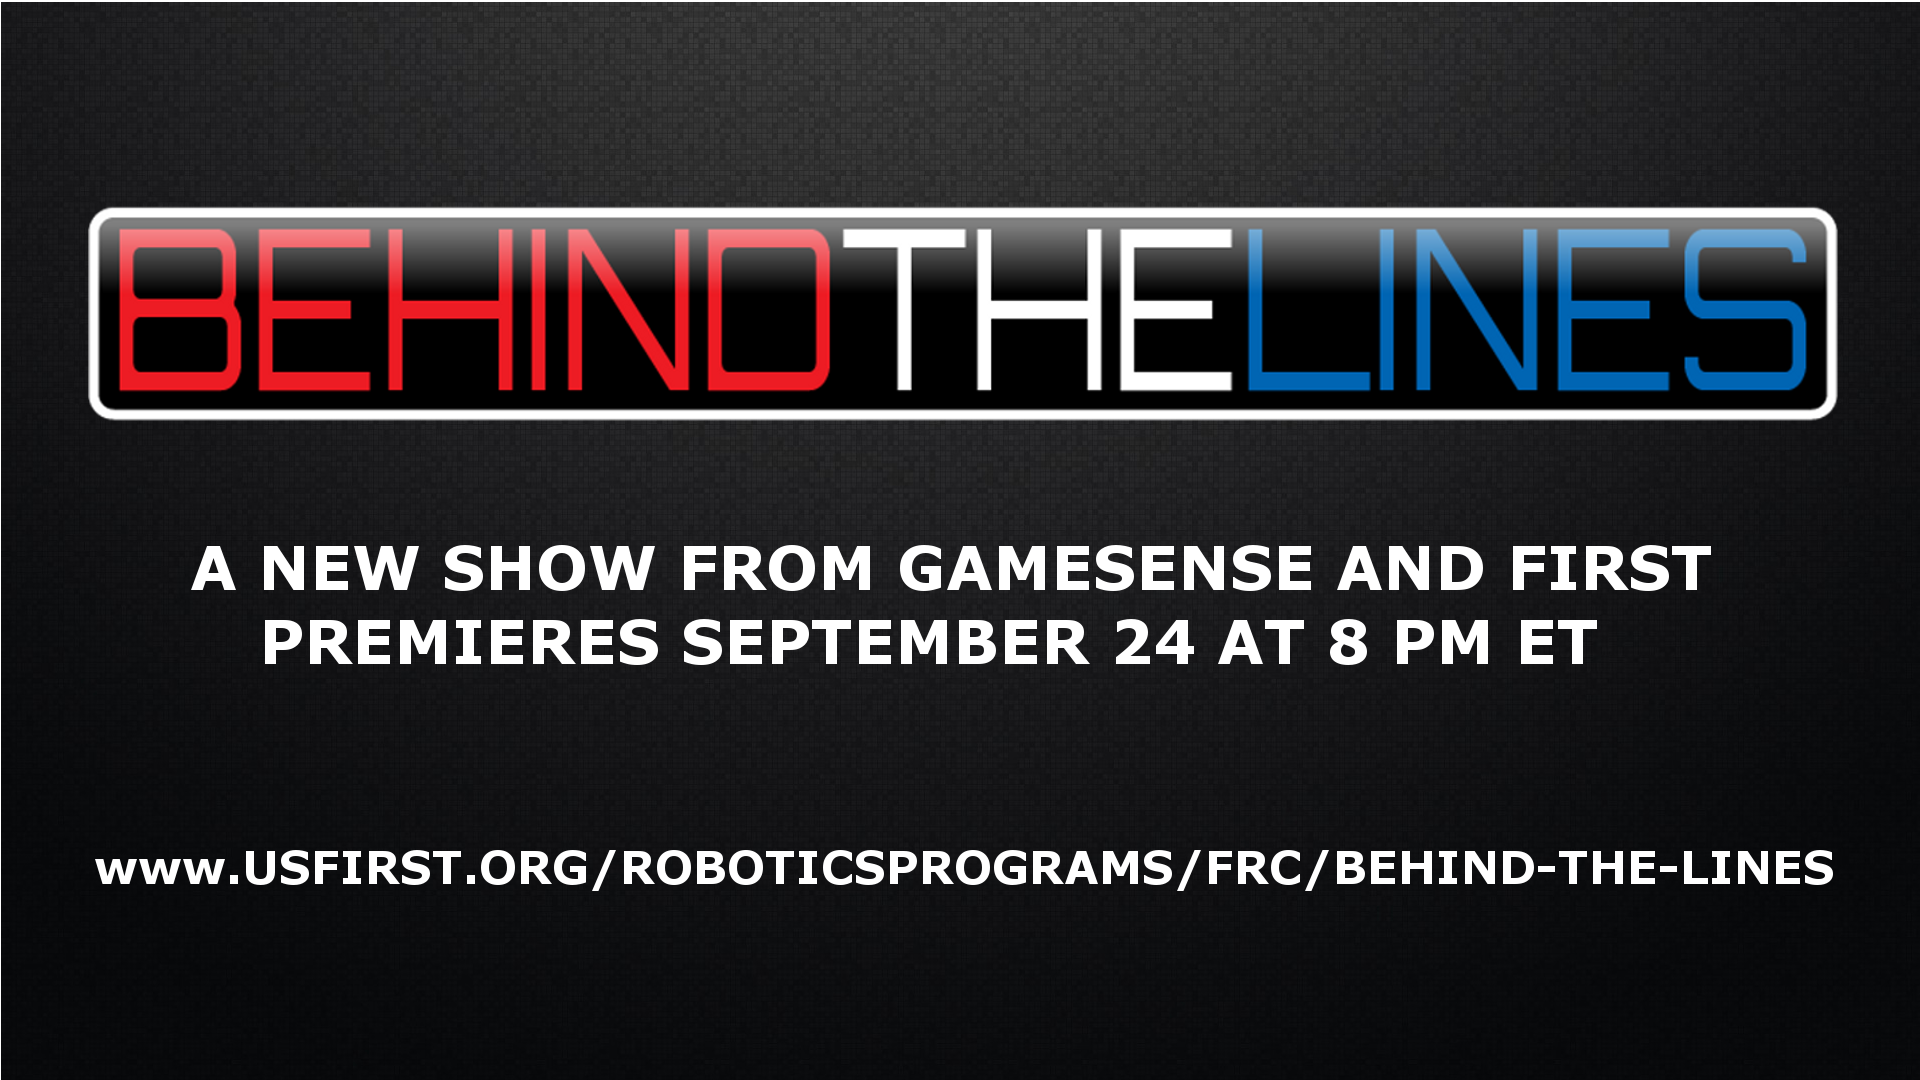 BEHINDTHELINES
A NEW SHOW FROM GAMESENSE AND FIRST
PREMIERES SEPTEMBER 24 AT 8 PM ET
www.USFIRST.ORG/ROBOTICSPROGRAMS/FRC/BEHIND-THE-LINES